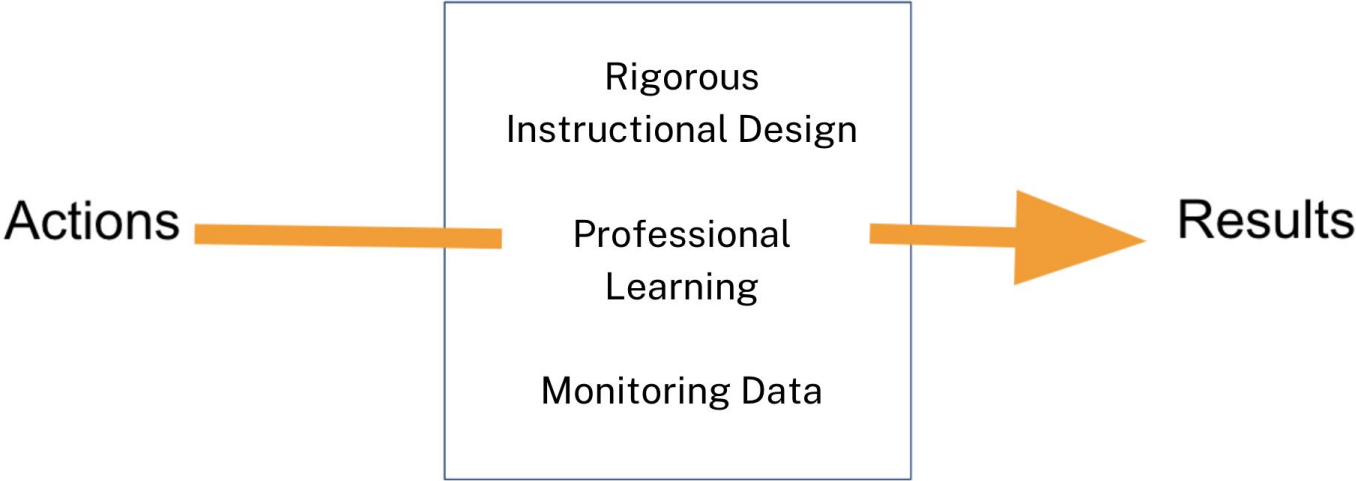 Rigorous
Instructional Design
Actions
Professional
Learning
Results
Monitoring Data